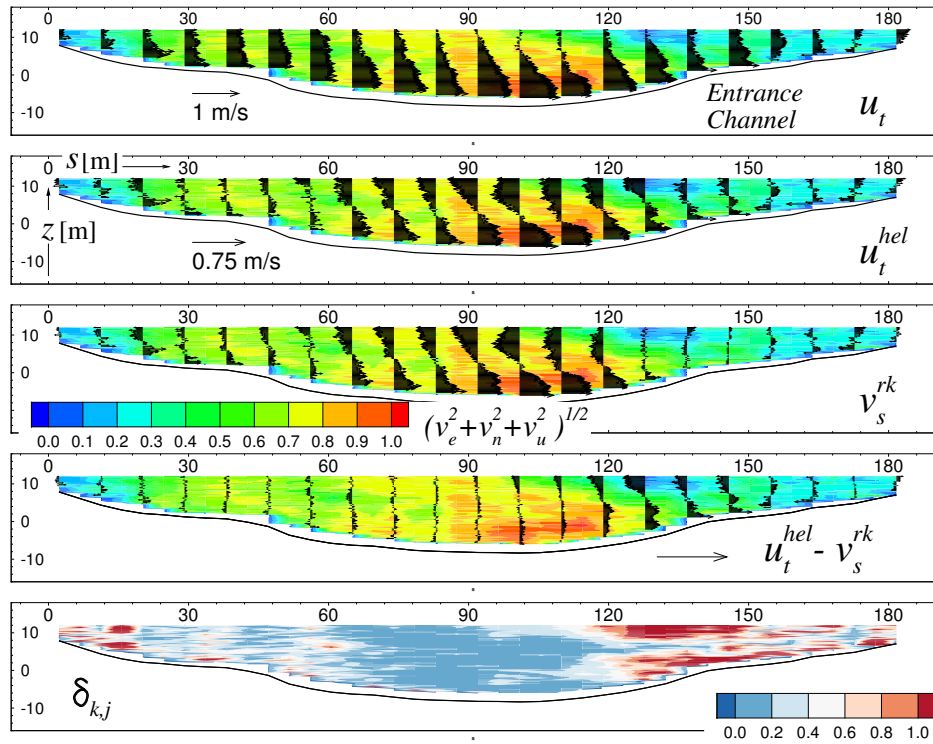 0 30 60 90 120 150 180
10
0
-10
1 m/s
Entrance
Channel
u_t
0 30 60 90 120 150 180
s[m]
10
0
z[m]
-10
0.75 m/s
u_t^{hel}
0 30 60 90 120 150 180
10
0
v_s^{rk}
0.0 0.1 0.2 0.3 0.4 0.5 0.6 0.7 0.8 0.9 1.0
(v_e^2+v_n^2+v_u^2)^{1/2}
0 30 60 90 120 150 180
10
0
-10
u_t^{hel} - v_s^{rk}
0 30 60 90 120 150 180
10
0
-10
δ_{k,j}
0.0 0.2 0.4 0.6 0.8 1.0